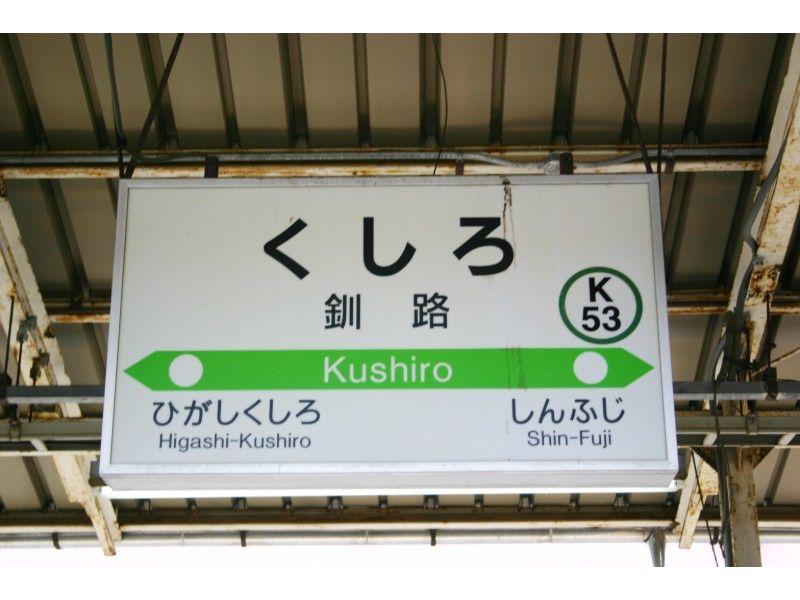 くしろ
釧路
K
53
Kushiro
ひがしくしろ
Higashi-Kushiro
しんふじ
Shin-Fuji